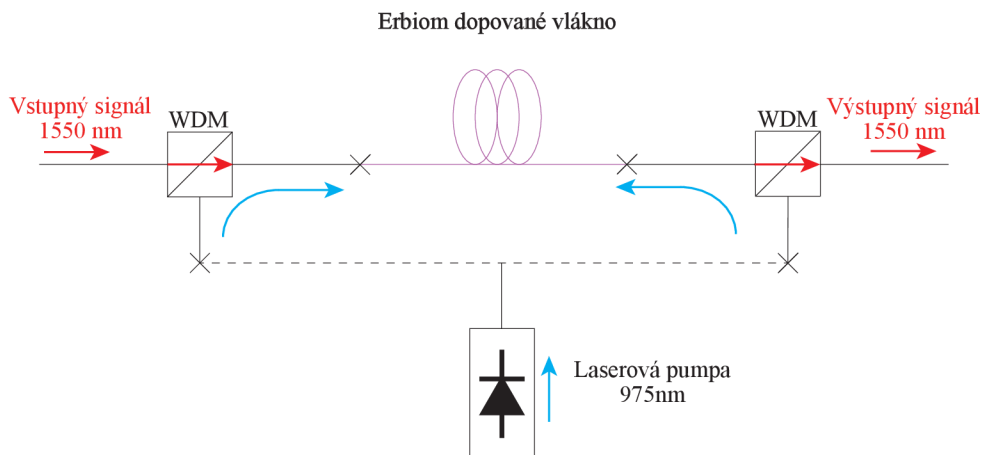 Erbiom dopované vlákno
Vstupný signál
1550 nm
WDM
WDM
Výstupný signál
1550 nm
Laserová pumpa
975nm